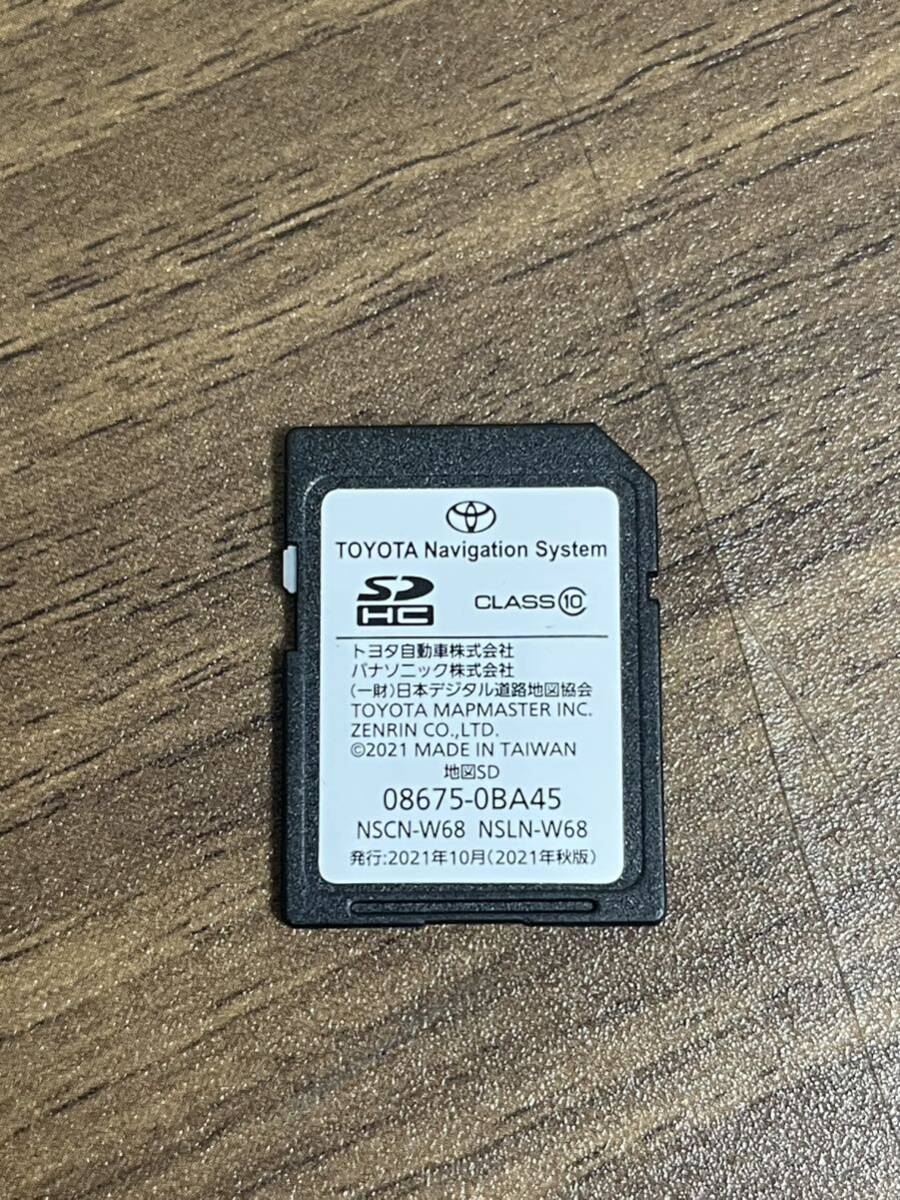 TOYOTA Navigation System
SD HC CLASS 10
トヨタ自動車株式会社
パナソニック株式会社
(一財)日本デジタル道路地図協会
TOYOTA MAPMASTER INC.
ZENRIN CO.,LTD.
©2021 MADE IN TAIWAN
地図SD
08675-0BA45
NSCN-W68 NSLN-W68
発行:2021年10月(2021年秋版)